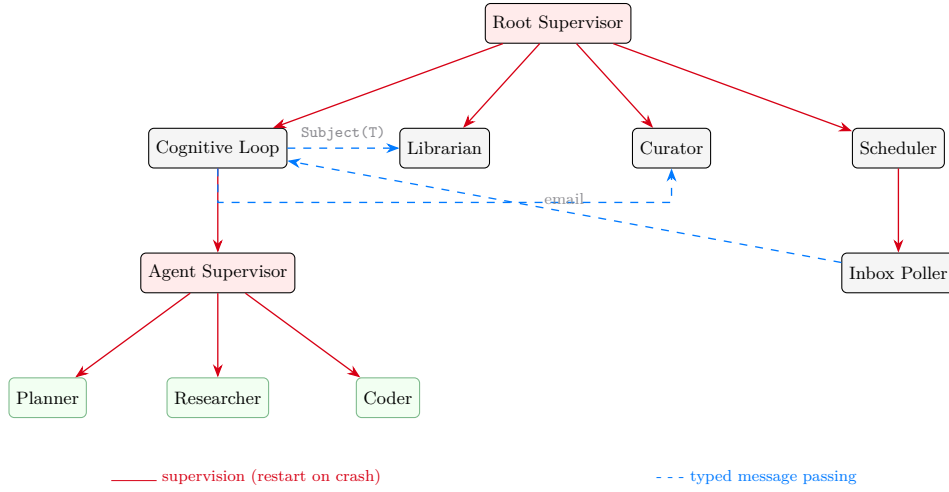 Root Supervisor
Subject(T)
Cognitive Loop
Librarian
Curator
Scheduler
email
Agent Supervisor
Inbox Poller
Planner
Researcher
Coder
supervision (restart on crash)
typed message passing